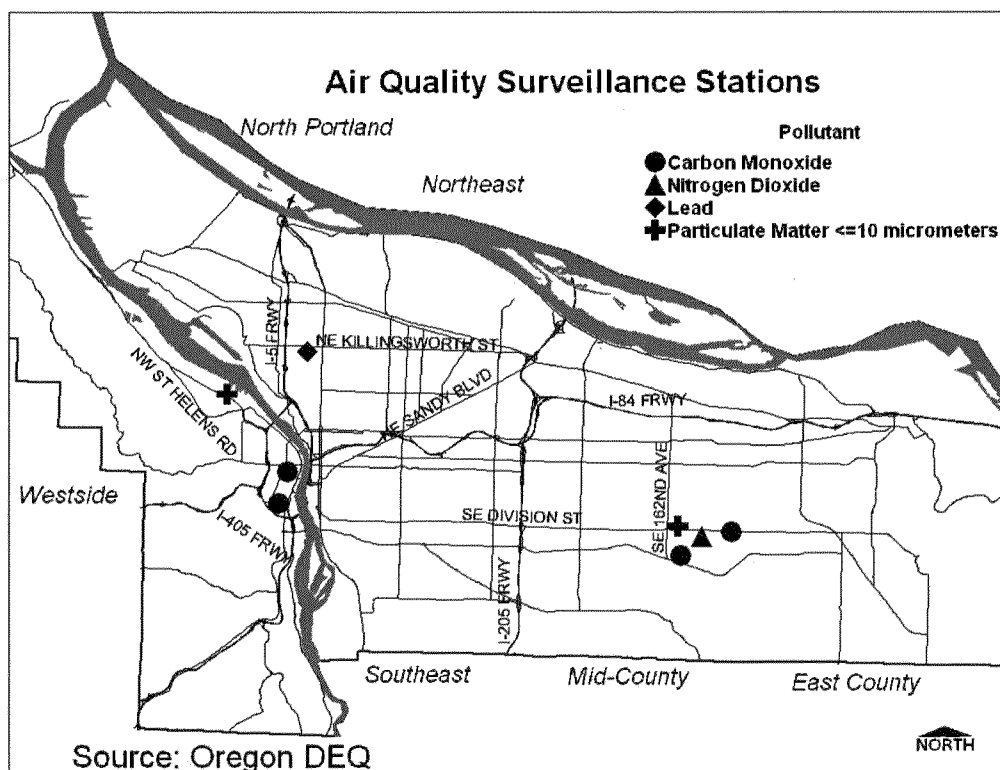 Air Quality Surveillance Stations
North Portland
Pollutant
Carbon Monoxide
Northeast
Nitrogen Dioxide
Lead
Particulate Matter <=10 micrometers
I-5 FRWY
NE KILLINGSWORTH ST
NW ST HELENS RD
NE SANDY BLVD
I-84 FRWY
Westside
I-405 FRWY
SE DIVISION ST
SE 162ND AVE
I-205 FRWY
Southeast
Mid-County
East County
NORTH
Source: Oregon DEQ